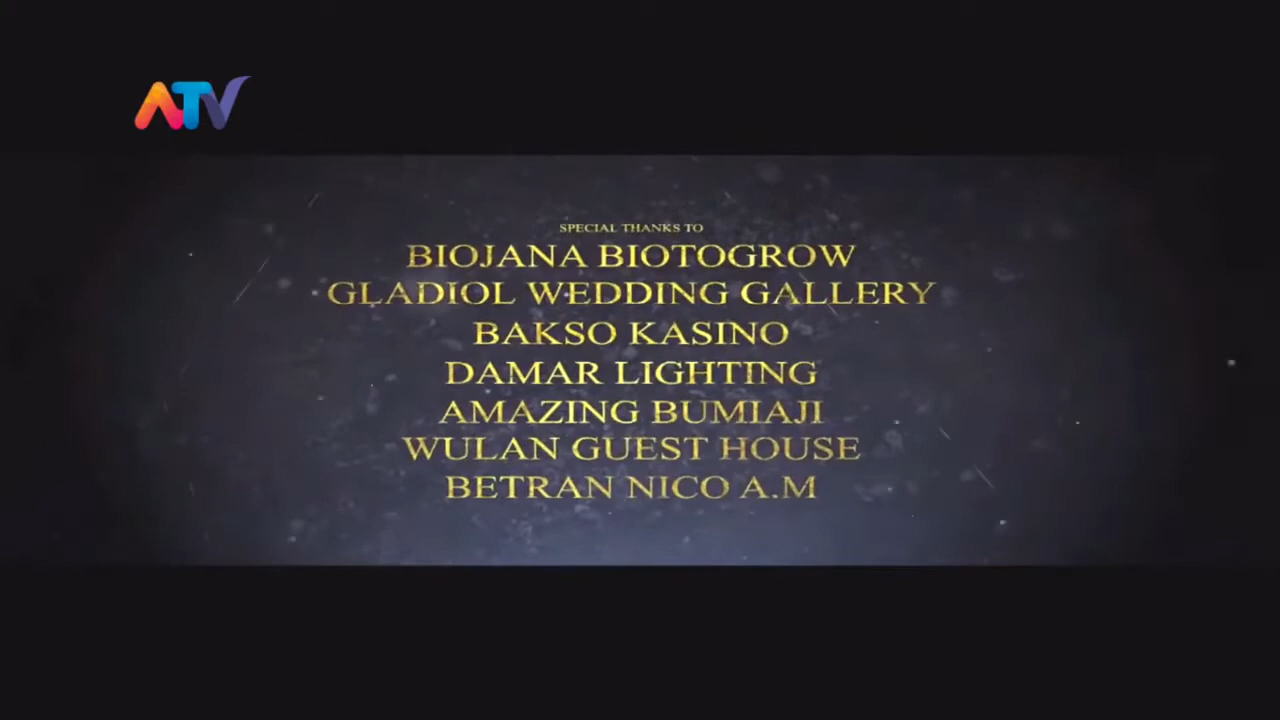 ATV
SPECIAL THANKS TO
BIOJANA BIOTOGROW
GLADIOL WEDDING GALLERY
BAKSO KASINO
DAMAR LIGHTING
AMAZING BUMIAJI
WULAN GUEST HOUSE
BETRAN NICO A.M